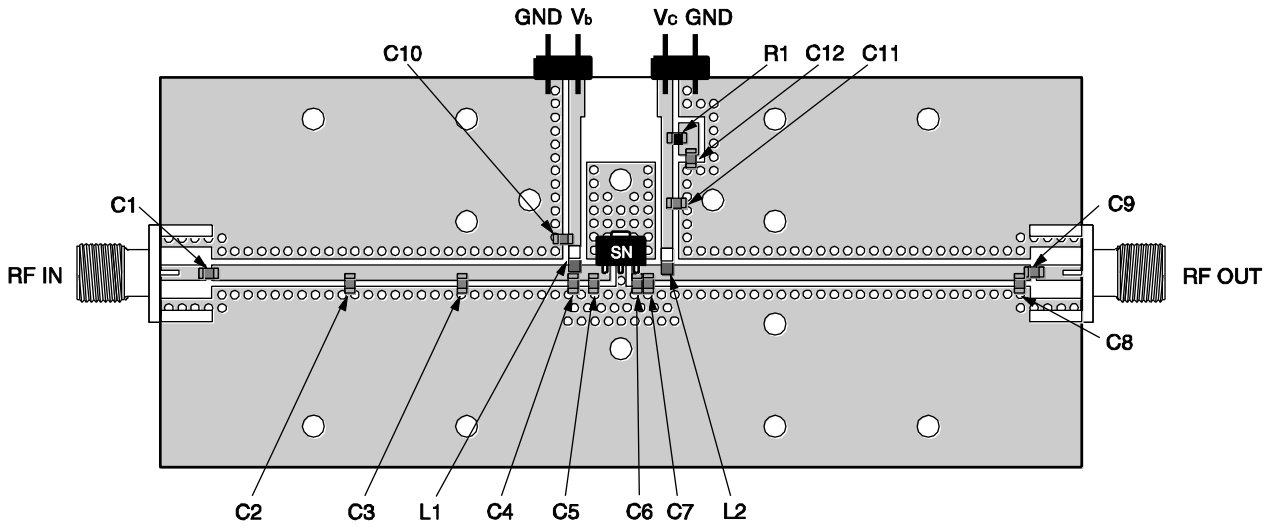 GND Vb Vc GND
C10 R1 C12 C11
C1 C9
SN
RF IN RF OUT
C8
C2 C3 L1 C4 C5 C6 C7 L2